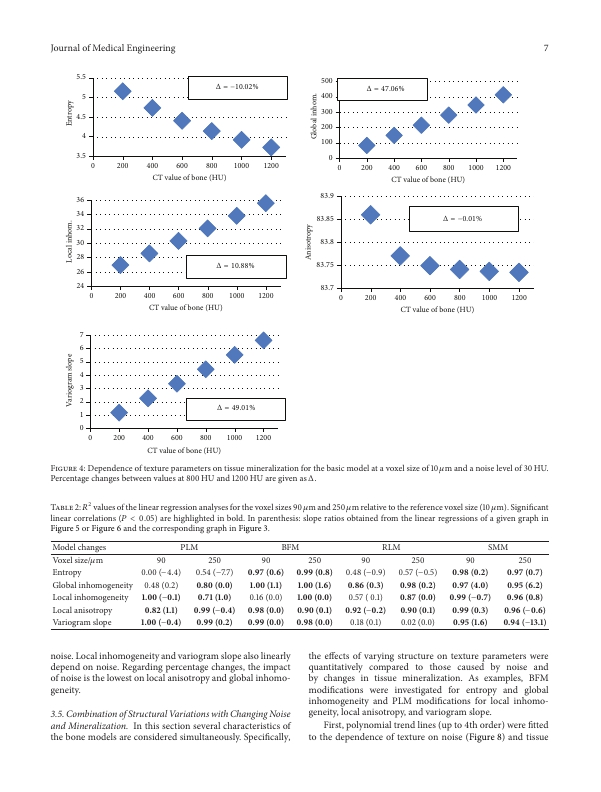 Journal of Medical Engineering 7
5.5
5
4.5
4
3.5
0 200 400 600 800 1000 1200
Entropy
CT value of bone (HU)
Δ = −10.02%
500
400
300
200
100
0
0 200 400 600 800 1000 1200
Global inhom.
CT value of bone (HU)
Δ = 47.06%
36
34
32
30
28
26
24
0 200 400 600 800 1000 1200
Local inhom.
CT value of bone (HU)
Δ = 10.88%
83.9
83.85
83.8
83.75
83.7
0 200 400 600 800 1000 1200
Anisotropy
CT value of bone (HU)
Δ = −0.01%
7
6
5
4
3
2
1
0
0 200 400 600 800 1000 1200
Variogram slope
CT value of bone (HU)
Δ = 49.01%
Figure 4: Dependence of texture parameters on tissue mineralization for the basic model at a voxel size of 10 μm and a noise level of 30 HU.
Percentage changes between values at 800 HU and 1200 HU are given as Δ.
Table 2: R² values of the linear regression analyses for the voxel sizes 90 μm and 250 μm relative to the reference voxel size (10 μm). Significant
linear correlations (P < 0.05) are highlighted in bold. In parenthesis: slope ratios obtained from the linear regressions of a given graph in
Figure 5 or Figure 6 and the corresponding graph in Figure 3.
Model changes PLM BFM RLM SMM
Voxel size/μm 90 250 90 250 90 250 90 250
Entropy 0.00 (−4.4) 0.54 (−7.7) 0.97 (0.6) 0.99 (0.8) 0.48 (−0.9) 0.57 (−0.5) 0.98 (0.2) 0.97 (0.7)
Global inhomogeneity 0.48 (0.2) 0.80 (0.0) 1.00 (1.1) 1.00 (1.6) 0.86 (0.3) 0.98 (0.2) 0.97 (4.0) 0.95 (6.2)
Local inhomogeneity 1.00 (−0.1) 0.71 (1.0) 0.16 (0.0) 1.00 (0.0) 0.57 ( 0.1) 0.87 (0.0) 0.99 (−0.7) 0.96 (0.8)
Local anisotropy 0.82 (1.1) 0.99 (−0.4) 0.98 (0.0) 0.90 (0.1) 0.92 (−0.2) 0.90 (0.1) 0.99 (0.3) 0.96 (−0.6)
Variogram slope 1.00 (−0.4) 0.99 (0.2) 0.99 (0.0) 0.98 (0.0) 0.18 (0.1) 0.02 (0.0) 0.95 (1.6) 0.94 (−13.1)
noise. Local inhomogeneity and variogram slope also linearly
depend on noise. Regarding percentage changes, the impact
of noise is the lowest on local anisotropy and global inhomo-
geneity.
3.5. Combination of Structural Variations with Changing Noise
and Mineralization. In this section several characteristics of
the bone models are considered simultaneously. Specifically,
the effects of varying structure on texture parameters were
quantitatively compared to those caused by noise and
by changes in tissue mineralization. As examples, BFM
modifications were investigated for entropy and global
inhomogeneity and PLM modifications for local inhomo-
geneity, local anisotropy, and variogram slope.
First, polynomial trend lines (up to 4th order) were fitted
to the dependence of texture on noise (Figure 8) and tissue